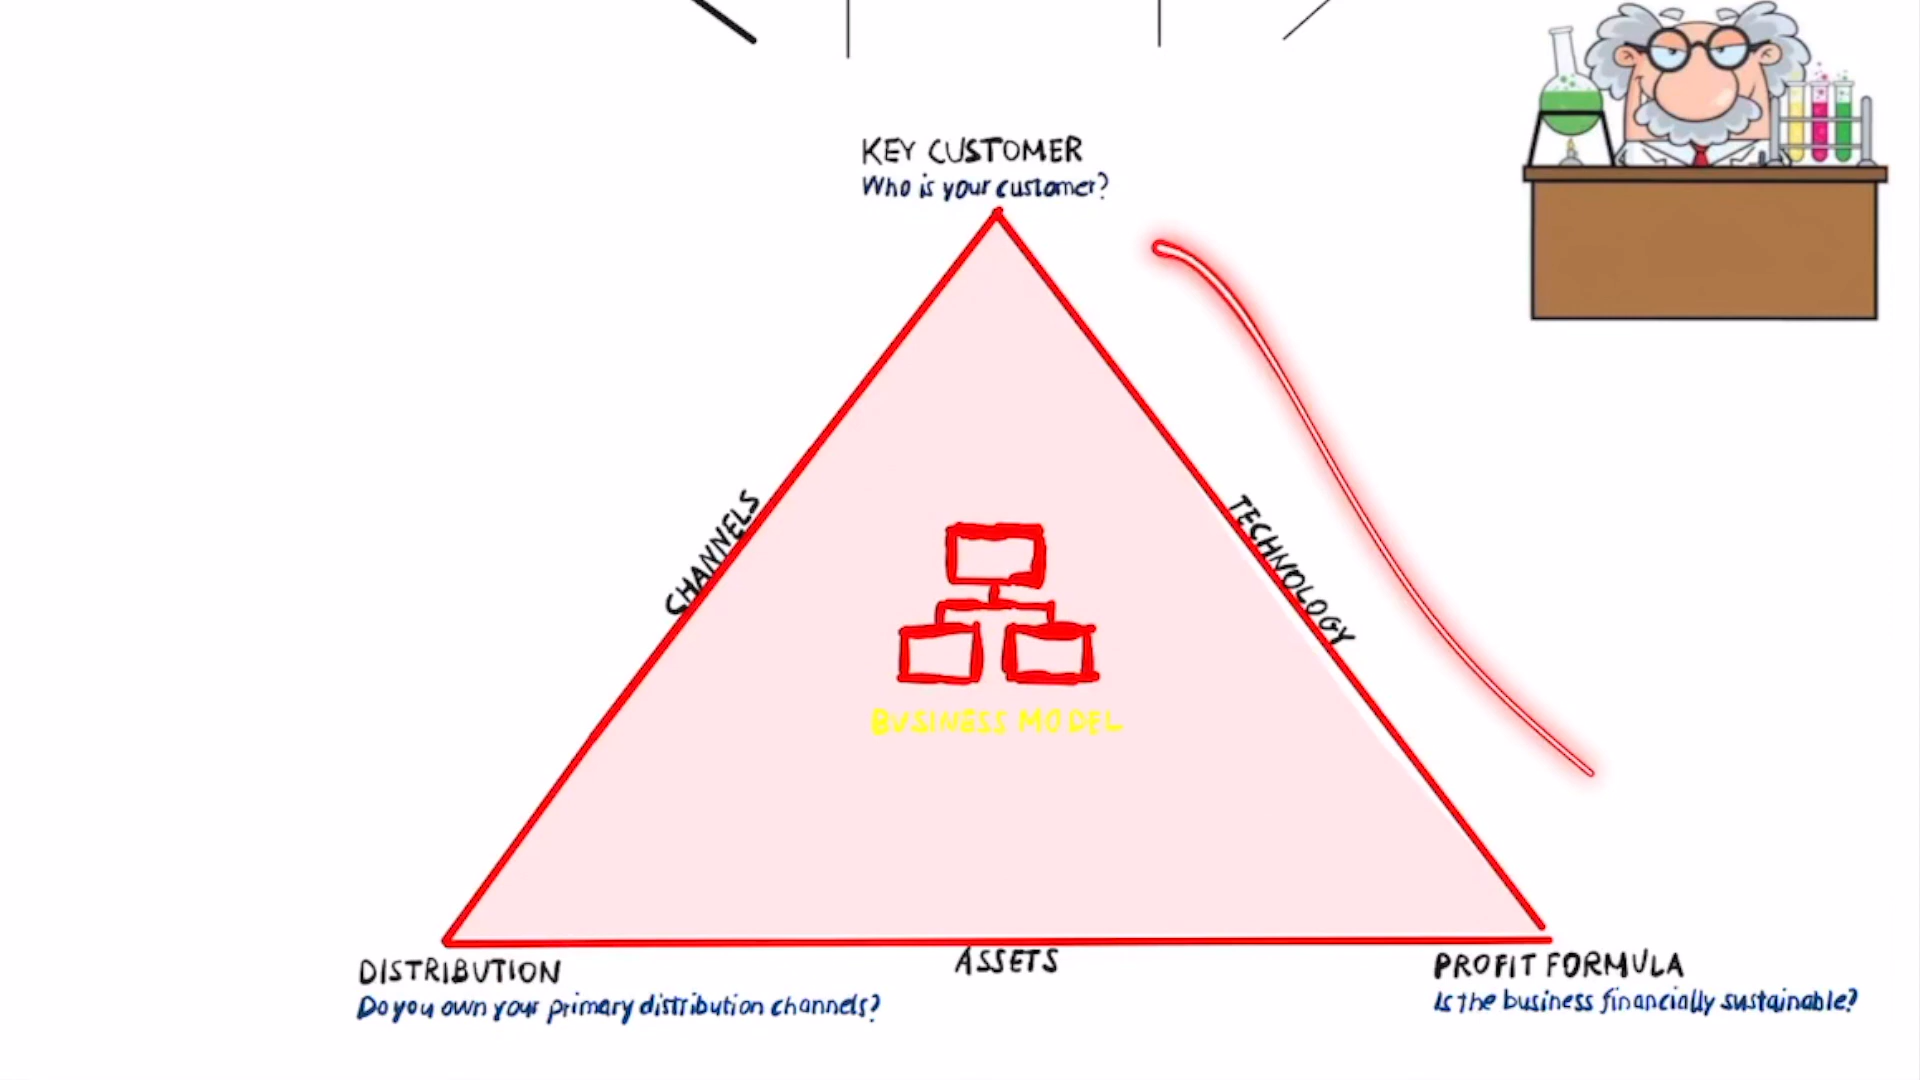 KEY CUSTOMER
Who is your customer?
CHANNELS
TECHNOLOGY
BUSINESS MODEL
ASSETS
DISTRIBUTION
Do you own your primary distribution channels?
PROFIT FORMULA
Is the business financially sustainable?